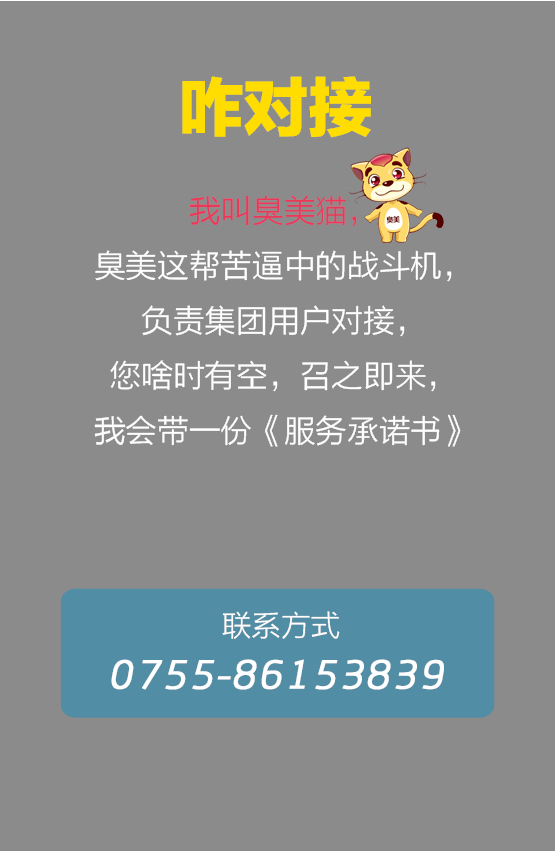 咋对接
我叫臭美猫，
臭美
臭美这帮苦逼中的战斗机，
负责集团用户对接，
您啥时有空，召之即来，
我会带一份《服务承诺书》
联系方式
0755-86153839